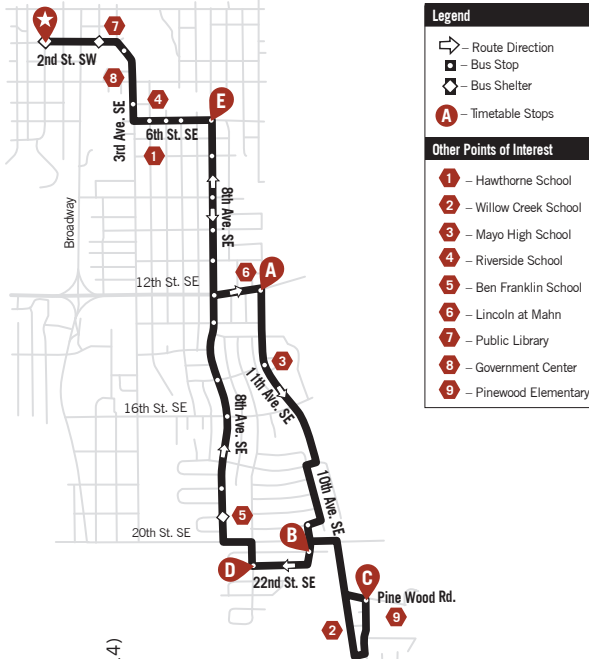 7
2nd St. SW
8
3rd Ave. SE
4
E
6th St. SE
1
8th Ave. SE
Broadway
12th St. SE
6
A
3
11th Ave. SE
16th St. SE
8th Ave. SE
10th Ave. SE
5
20th St. SE
B
D
22nd St. SE
C
Pine Wood Rd.
9
2
4)
Legend
– Route Direction
– Bus Stop
– Bus Shelter
A – Timetable Stops
Other Points of Interest
1 – Hawthorne School
2 – Willow Creek School
3 – Mayo High School
4 – Riverside School
5 – Ben Franklin School
6 – Lincoln at Mahn
7 – Public Library
8 – Government Center
9 – Pinewood Elementary